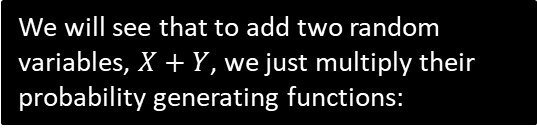 We will see that to add two random
variables, X + Y, we just multiply their
probability generating functions: